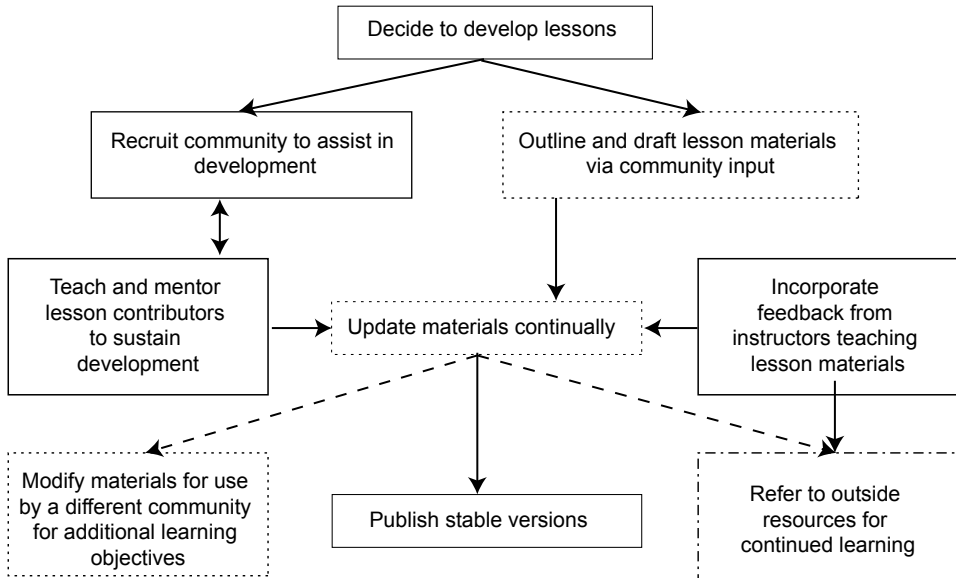 Decide to develop lessons
Recruit community to assist in
development
Outline and draft lesson materials
via community input
Teach and mentor
lesson contributors
to sustain
development
Update materials continually
Incorporate
feedback from
instructors teaching
lesson materials
Modify materials for use
by a different community
for additional learning
objectives
Publish stable versions
Refer to outside
resources for
continued learning